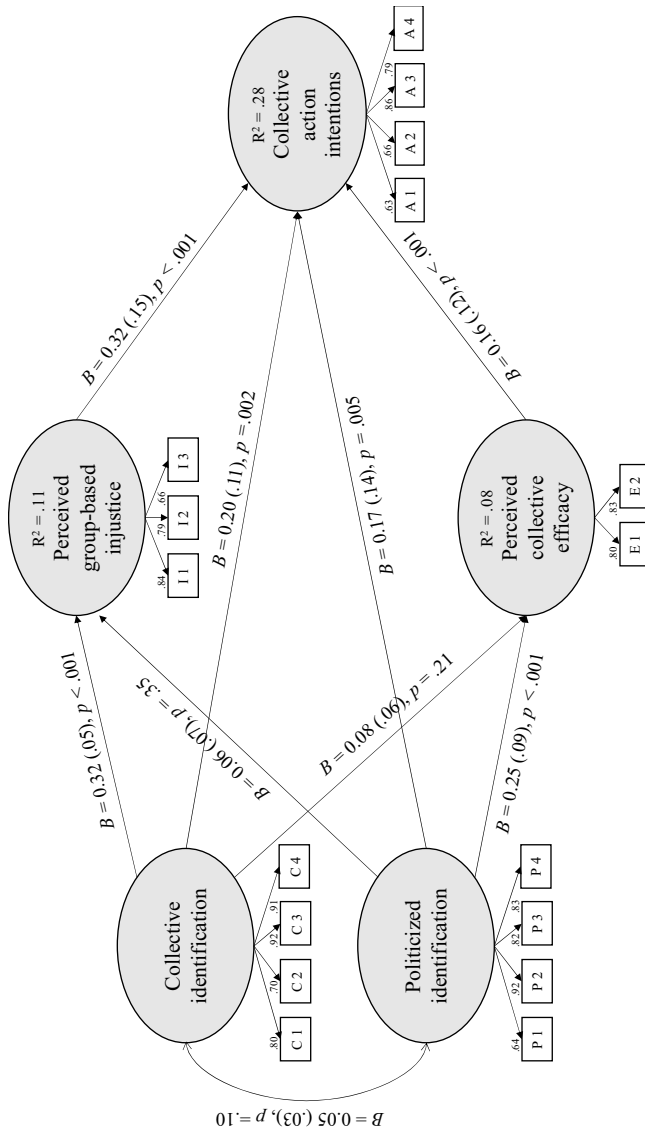 R² = .11
Perceived
group-based
injustice
I 1
I 2
I 3
.84
.79
.66
R² = .28
Collective
action
intentions
A 1
A 2
A 3
A 4
.63
.66
.86
.79
Collective
identification
C 1
C 2
C 3
C 4
.80
.70
.92
.91
Politicized
identification
P 1
P 2
P 3
P 4
.64
.92
.82
.83
R² = .08
Perceived
collective
efficacy
E 1
E 2
.80
.83
B = 0.32 (.05), p < .001
B = 0.06 (.07), p = .35
B = 0.32 (.15), p < .001
B = 0.20 (.11), p =.002
B = 0.17 (.14), p = .005
B = 0.08 (.06), p = .21
B = 0.25 (.09), p < .001
B = 0.16 (.12), p < .001
B = 0.05 (.03), p =.10